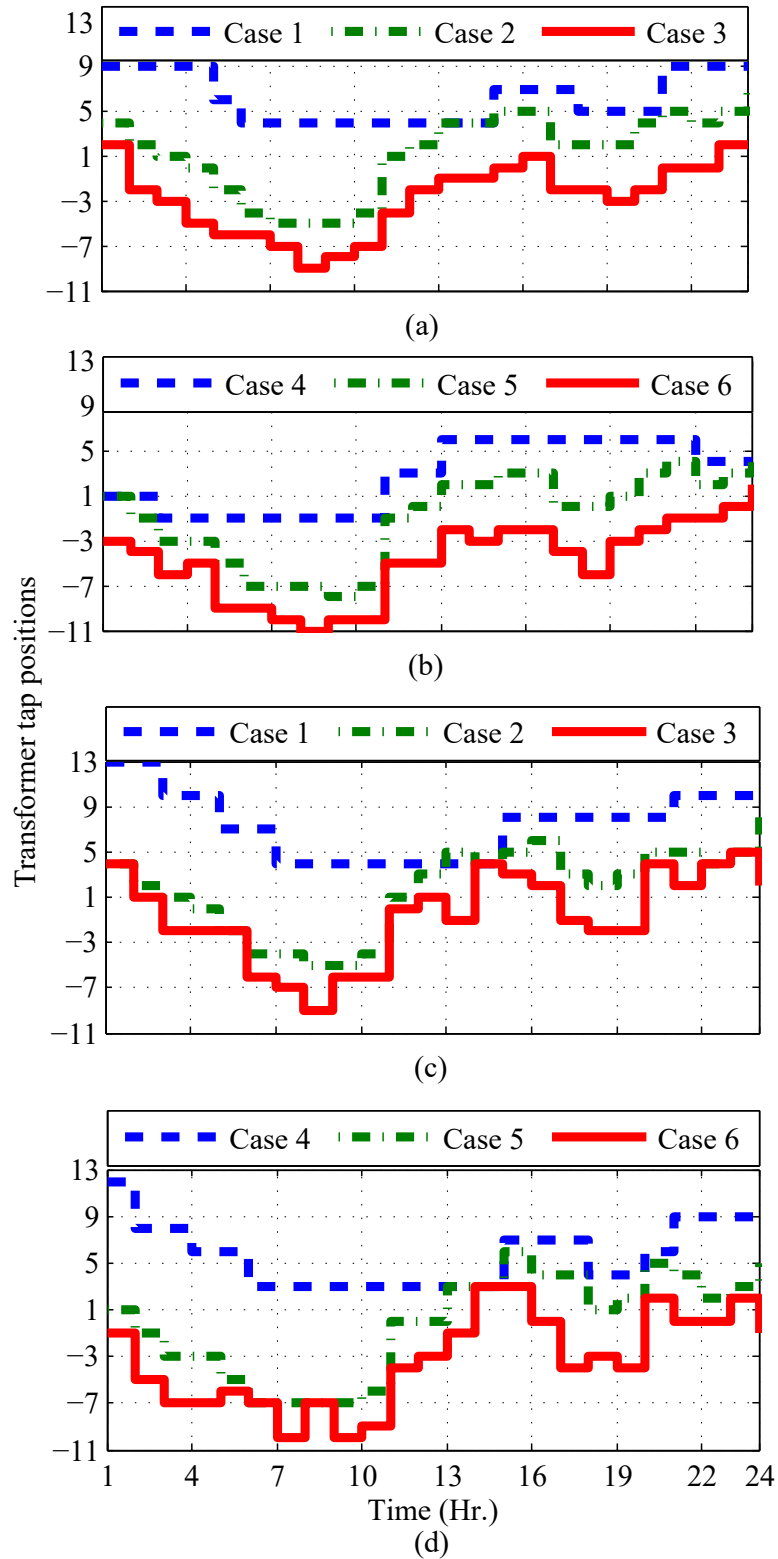 Transformer tap positions
13
Case 1 Case 2 Case 3
9
5
1
−3
−7
−11
(a)
13
Case 4 Case 5 Case 6
9
5
1
−3
−7
−11
(b)
Case 1 Case 2 Case 3
13
9
5
1
−3
−7
−11
(c)
Case 4 Case 5 Case 6
13
9
5
1
−3
−7
−11
1 4 7 10 13 16 19 22 24
Time (Hr.)
(d)